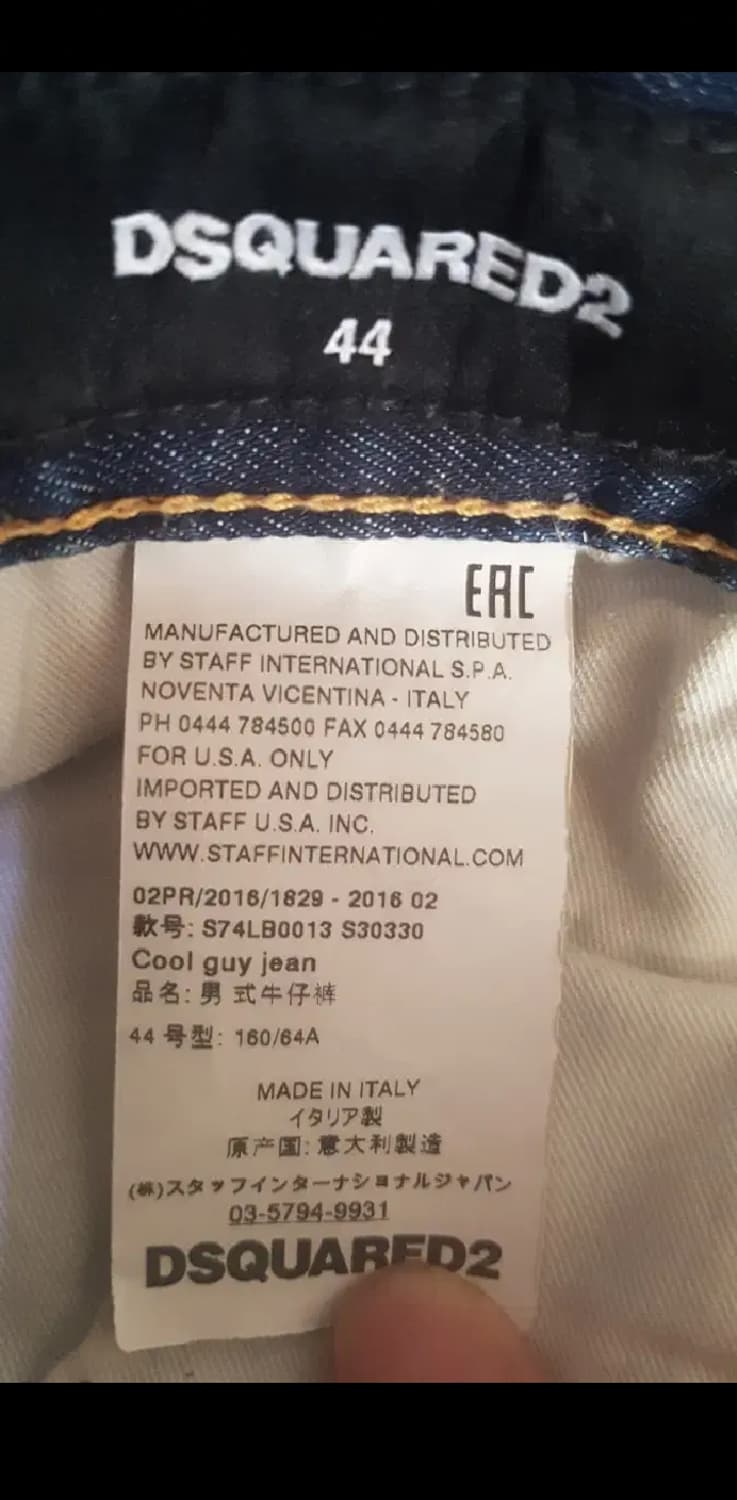 DSQUARED2
44
EAC
MANUFACTURED AND DISTRIBUTED
BY STAFF INTERNATIONAL S.P.A.
NOVENTA VICENTINA - ITALY
PH 0444 784500 FAX 0444 784580
FOR U.S.A. ONLY
IMPORTED AND DISTRIBUTED
BY STAFF U.S.A. INC.
WWW.STAFFINTERNATIONAL.COM
02PR/2016/1829 - 2016 02
款号: S74LB0013 S30330
Cool guy jean
品名: 男 式牛仔裤
44 号型: 160/64A
MADE IN ITALY
イタリア製
原产国: 意大利製造
(株)スタッフインターナショナルジャパン
03-5794-9931
DSQUARED2